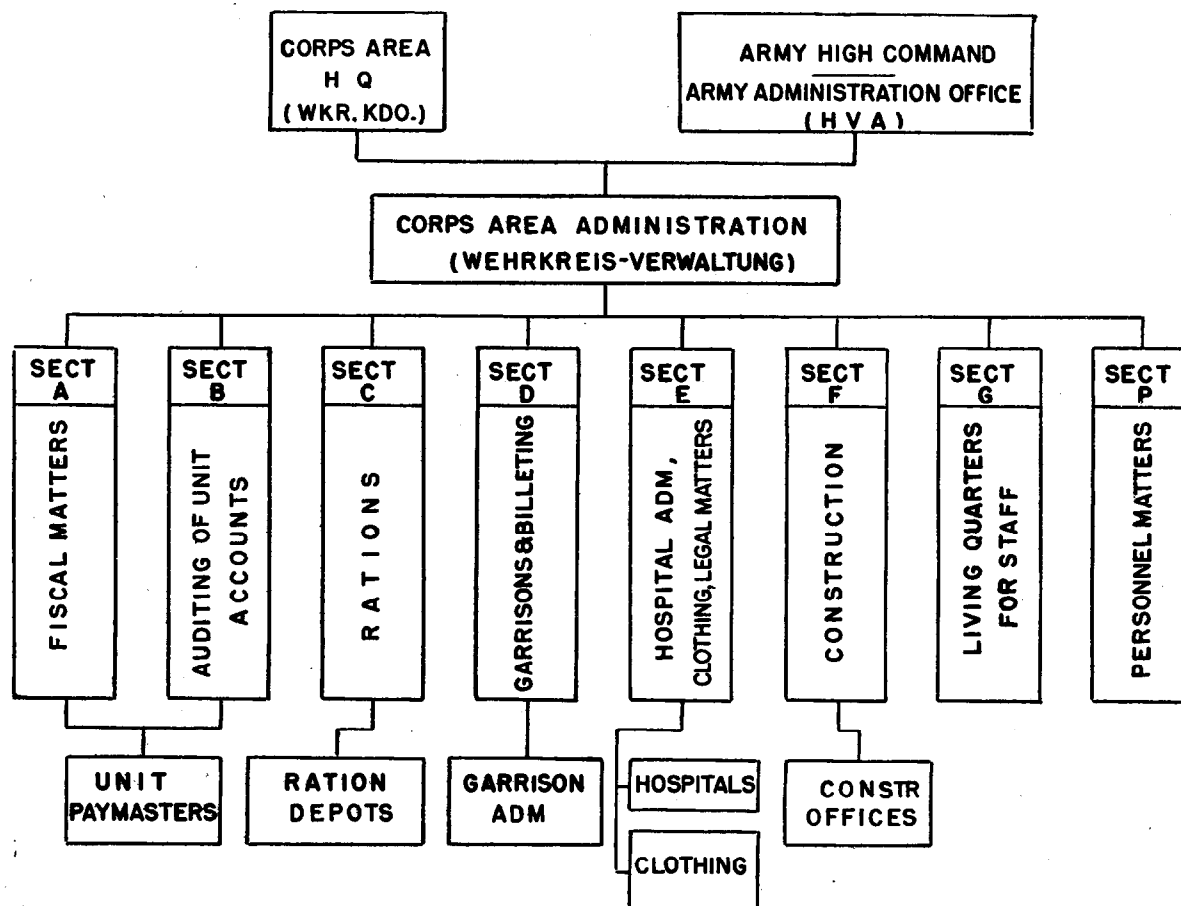 CORPS AREA
H Q
(WKR. KDO.)
ARMY HIGH COMMAND
ARMY ADMINISTRATION OFFICE
(HVA)
CORPS AREA ADMINISTRATION
(WEHRKREIS-VERWALTUNG)
SECT
A
FISCAL MATTERS
SECT
B
AUDITING OF UNIT
ACCOUNTS
SECT
C
RATIONS
SECT
D
GARRISONS & BILLETING
SECT
E
HOSPITAL ADM,
CLOTHING, LEGAL MATTERS
SECT
F
CONSTRUCTION
SECT
G
LIVING QUARTERS
FOR STAFF
SECT
P
PERSONNEL MATTERS
UNIT
PAYMASTERS
RATION
DEPOTS
GARRISON
ADM
HOSPITALS
CLOTHING
CONSTR
OFFICES